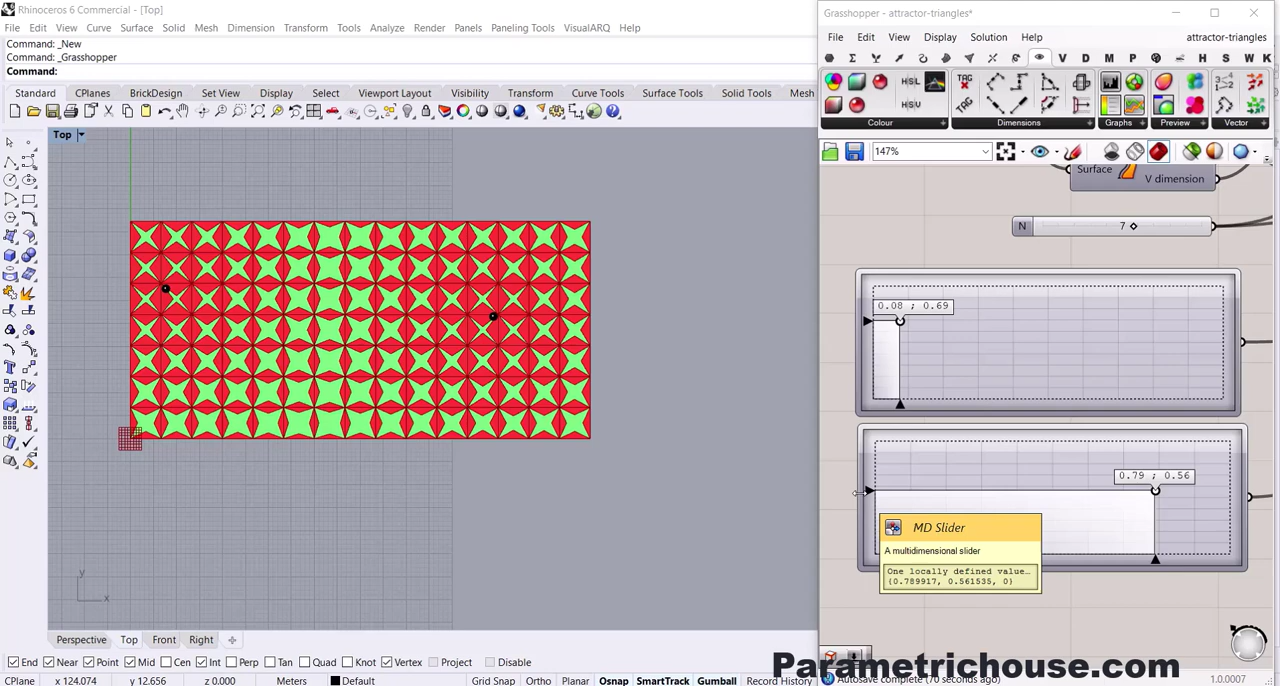 Rhinoceros 6 Commercial - [Top]
File Edit View Curve Surface Solid Mesh Render Panels Tools Analyze Transform Paneling Tools VisualARQ Help
Command: _New
Command: _Grasshopper
Command:
Standard CPlanes BrickDesign Set View Display Select Viewport Layout Visibility Transform Curve Tools Surface Tools Solid Tools Mesh
Top
y
x
Perspective Top Front Right
End Near Point Mid Cen Int Perp Tan Quad Knot Vertex Project Disable
CPlane x 124.074 y 12.656 z 0.000 Meters Default Grid Snap Ortho Planar Osnap SmartTrack Gumball Record History
Grasshopper - attractor-triangles*
File Edit View Display Solution Help attractor-triangles
V D M P H S W K
HSL
HSV
TAG
TAG
Colour Dimensions Graphs Preview Vector
147%
Surface
V dimension
N 7
0.08 ; 0.69
0.79 ; 0.56
MD Slider
A multidimensional slider
One locally defined value…
{0.789917, 0.561535, 0}
Parametrichouse.com
Autosave complete (70 seconds ago)
1.0.0007